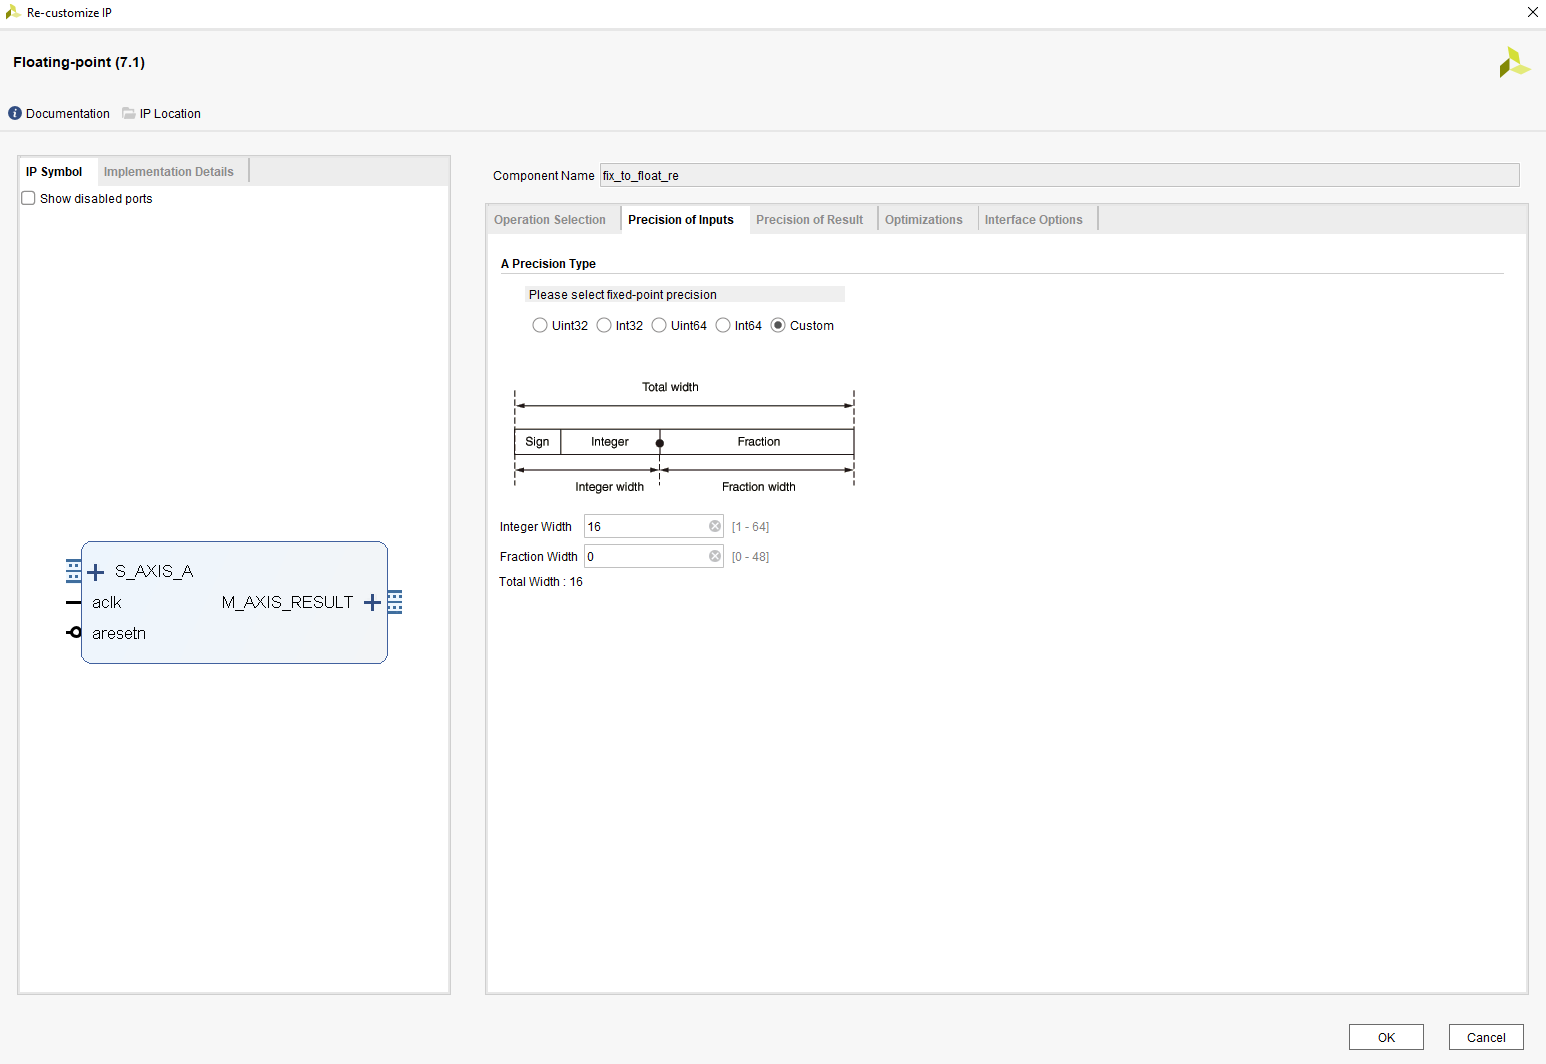 Re-customize IP
Floating-point (7.1)
Documentation IP Location
IP Symbol Implementation Details
Show disabled ports
S_AXIS_A
aclk
aresetn
M_AXIS_RESULT
Component Name fix_to_float_re
Operation Selection Precision of Inputs Precision of Result Optimizations Interface Options
A Precision Type
Please select fixed-point precision
Uint32 Int32 Uint64 Int64 Custom
Total width
Sign Integer Fraction
Integer width Fraction width
Integer Width 16 [1 - 64]
Fraction Width 0 [0 - 48]
Total Width : 16
OK Cancel